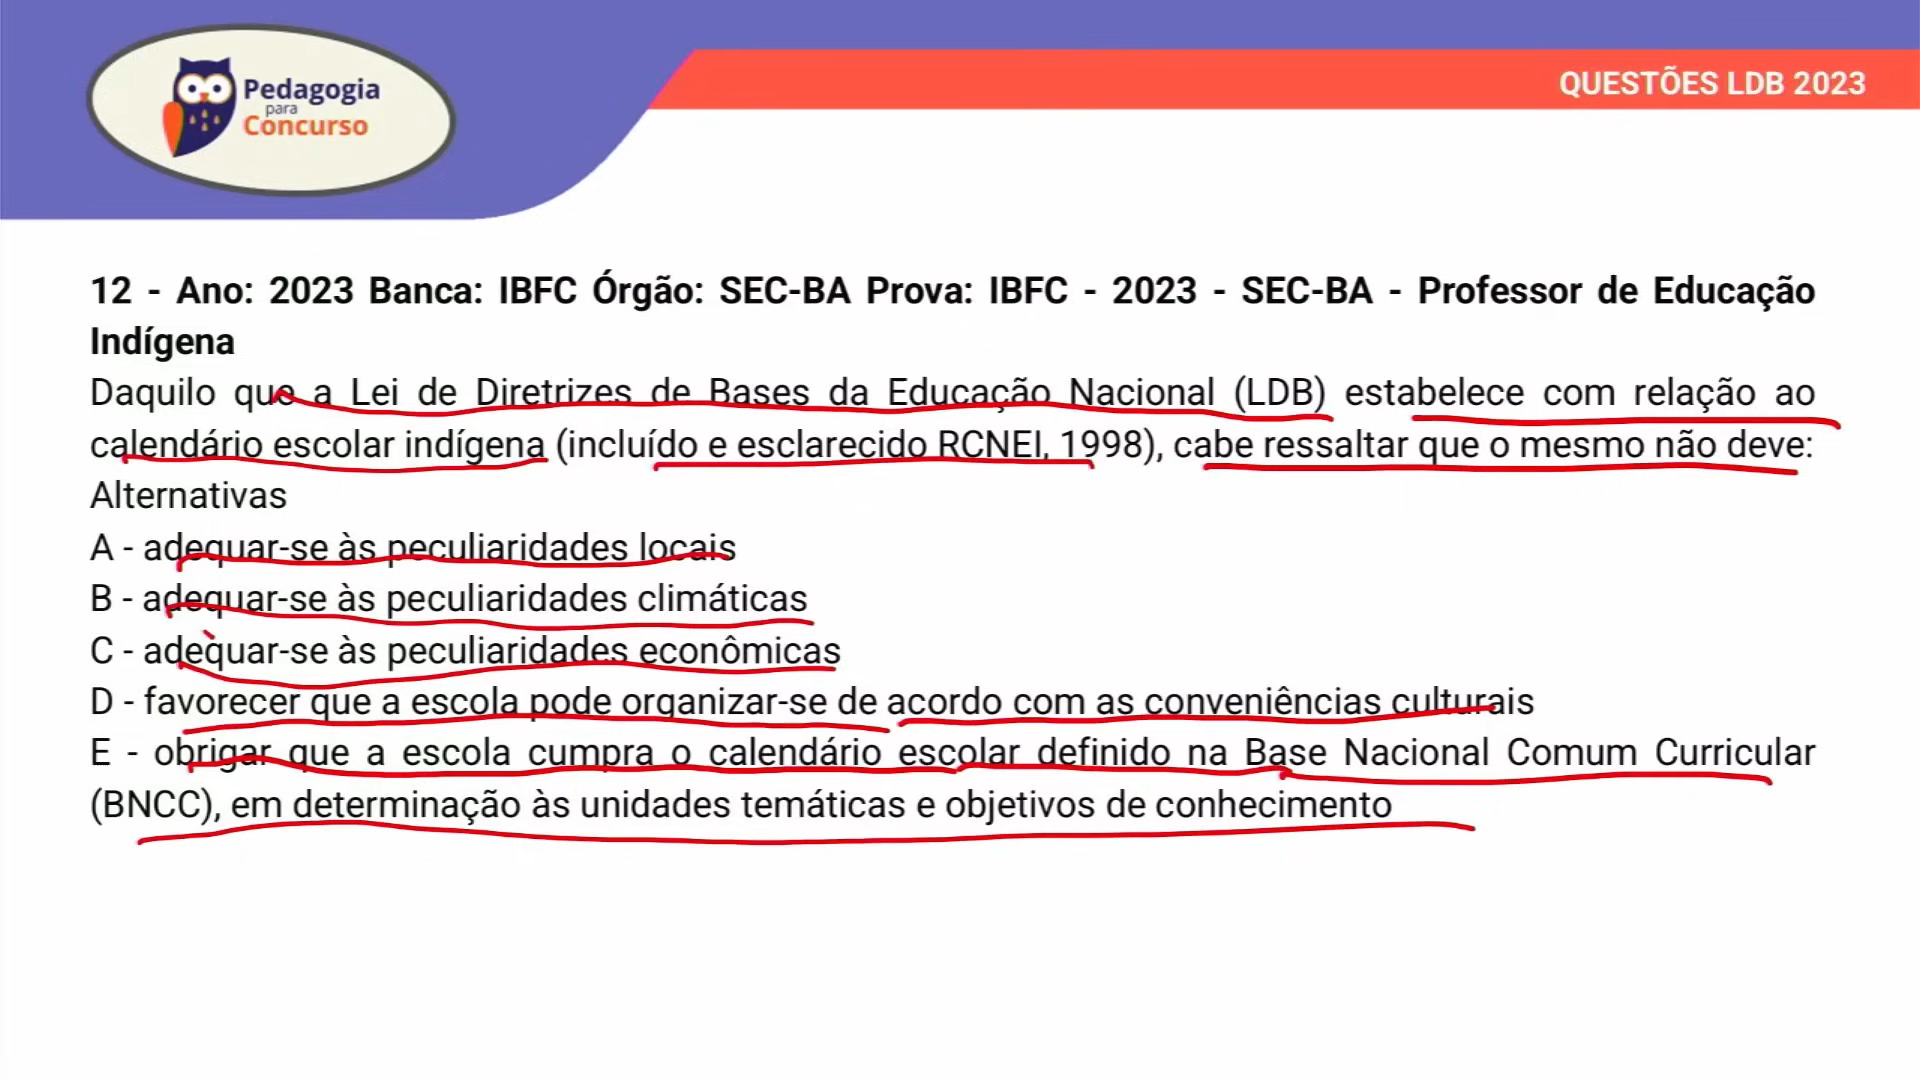 Pedagogia
para
Concurso
QUESTÕES LDB 2023
12 - Ano: 2023 Banca: IBFC Órgão: SEC-BA Prova: IBFC - 2023 - SEC-BA - Professor de Educação
Indígena
Daquilo que a Lei de Diretrizes de Bases da Educação Nacional (LDB) estabelece com relação ao
calendário escolar indígena (incluído e esclarecido RCNEI, 1998), cabe ressaltar que o mesmo não deve:
Alternativas
A - adequar-se às peculiaridades locais
B - adequar-se às peculiaridades climáticas
C - adequar-se às peculiaridades econômicas
D - favorecer que a escola pode organizar-se de acordo com as conveniências culturais
E - obrigar que a escola cumpra o calendário escolar definido na Base Nacional Comum Curricular
(BNCC), em determinação às unidades temáticas e objetivos de conhecimento